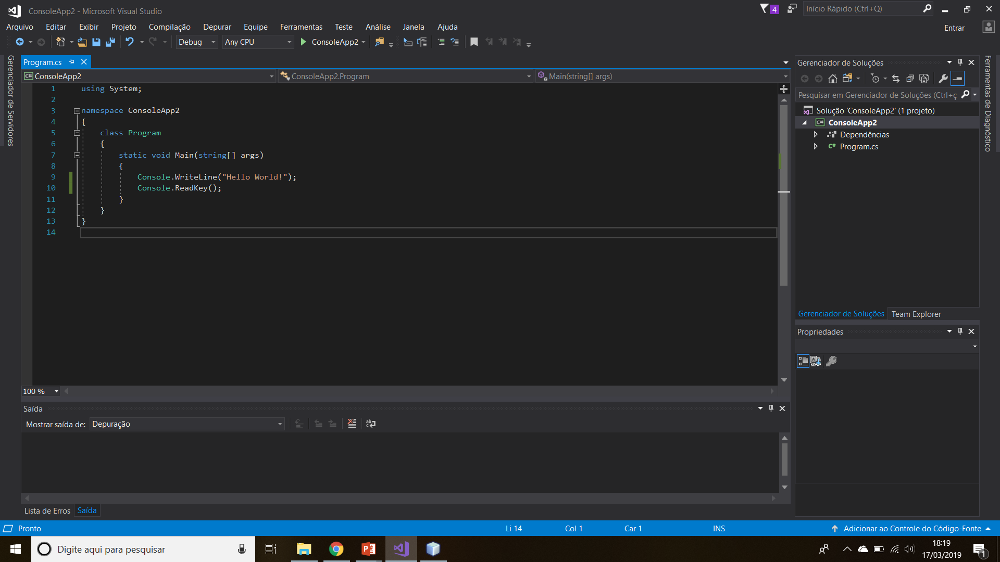 ConsoleApp2 - Microsoft Visual Studio
4
Início Rápido (Ctrl+Q)
Arquivo Editar Exibir Projeto Compilação Depurar Equipe Ferramentas Teste Análise Janela Ajuda
Entrar
Debug Any CPU ConsoleApp2
Gerenciador de Servidores
Program.cs
ConsoleApp2 ConsoleApp2.Program Main(string[] args)
1 using System;
2
3 namespace ConsoleApp2
4 {
5 class Program
6 {
7 static void Main(string[] args)
8 {
9 Console.WriteLine("Hello World!");
10 Console.ReadKey();
11 }
12 }
13 }
14
100 %
Saída
Mostrar saída de: Depuração
Lista de Erros Saída
Gerenciador de Soluções
Pesquisar em Gerenciador de Soluções (Ctrl+ç
Solução 'ConsoleApp2' (1 projeto)
C# ConsoleApp2
Dependências
C# Program.cs
Gerenciador de Soluções Team Explorer
Propriedades
Ferramentas de Diagnóstico
Pronto Li 14 Col 1 Car 1 INS Adicionar ao Controle do Código-Fonte
Digite aqui para pesquisar
18:19
17/03/2019
1